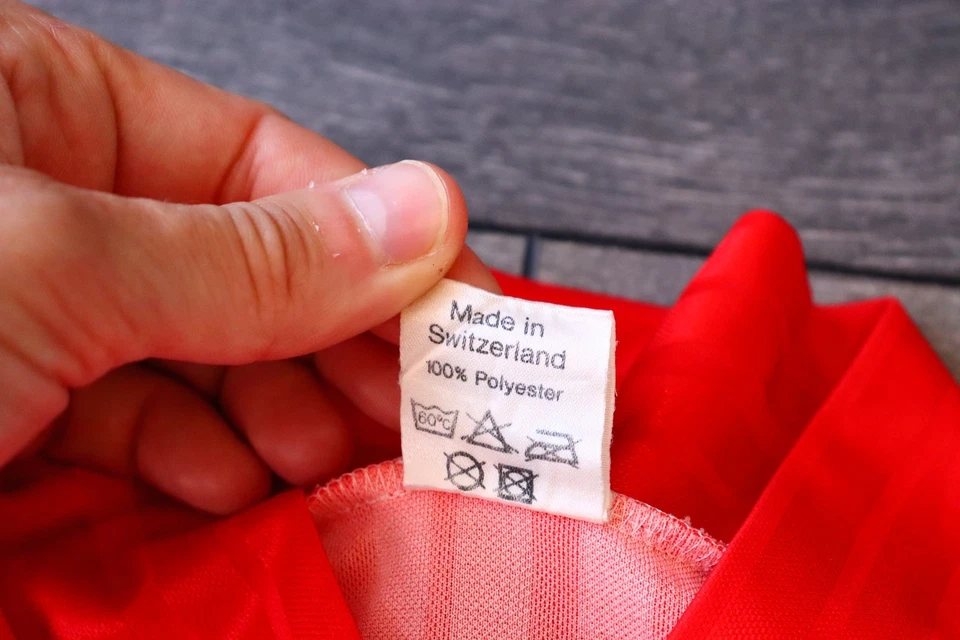 Made in
Switzerland
100% Polyester
60°C